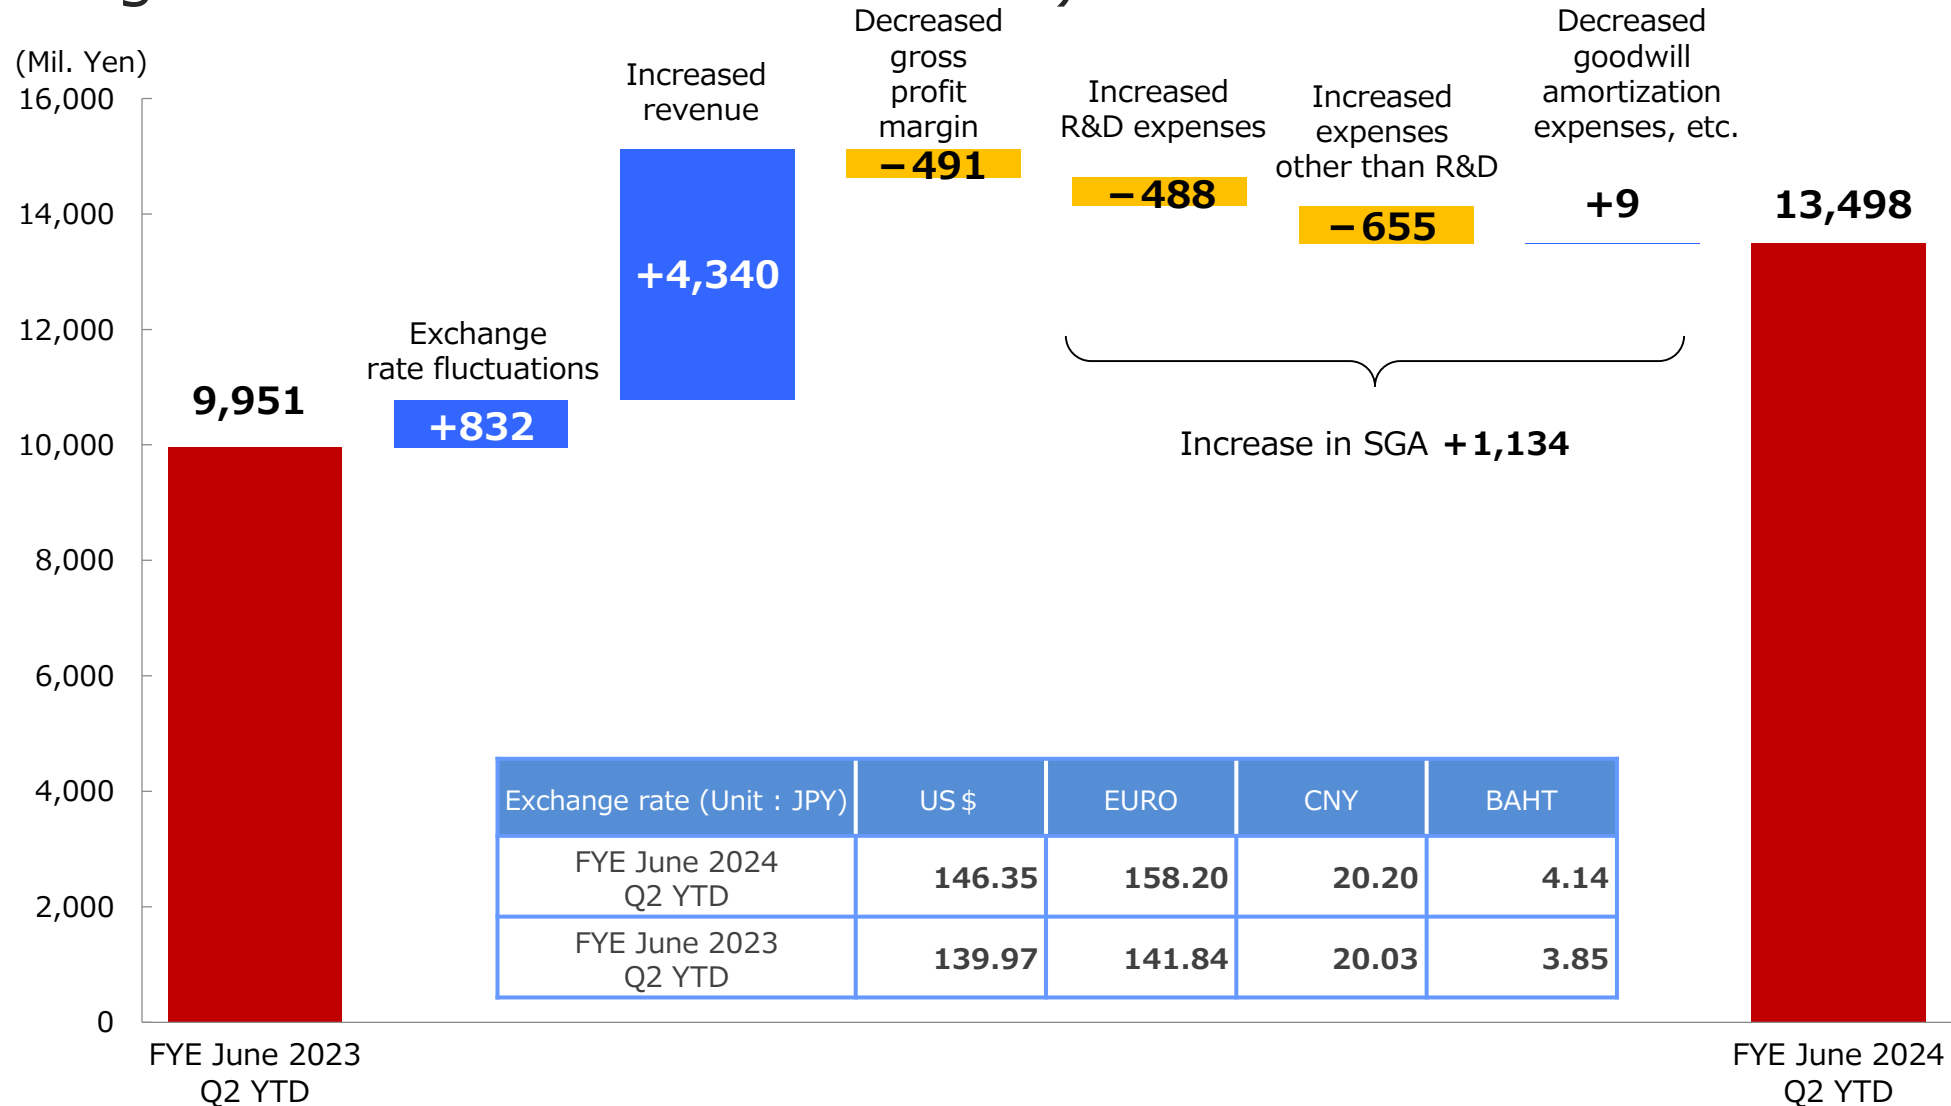 (Mil. Yen)
16,000
14,000
12,000
10,000
8,000
6,000
4,000
2,000
0
9,951
Exchange
rate fluctuations
+832
Increased
revenue
+4,340
Decreased
gross
profit
margin
−491
Increased
R&D expenses
−488
Increased
expenses
other than R&D
−655
Decreased
goodwill
amortization
expenses, etc.
+9
13,498
Increase in SGA +1,134
Exchange rate (Unit : JPY) US$ EURO CNY BAHT
FYE June 2024
Q2 YTD
146.35 158.20 20.20 4.14
FYE June 2023
Q2 YTD
139.97 141.84 20.03 3.85
FYE June 2023
Q2 YTD
FYE June 2024
Q2 YTD